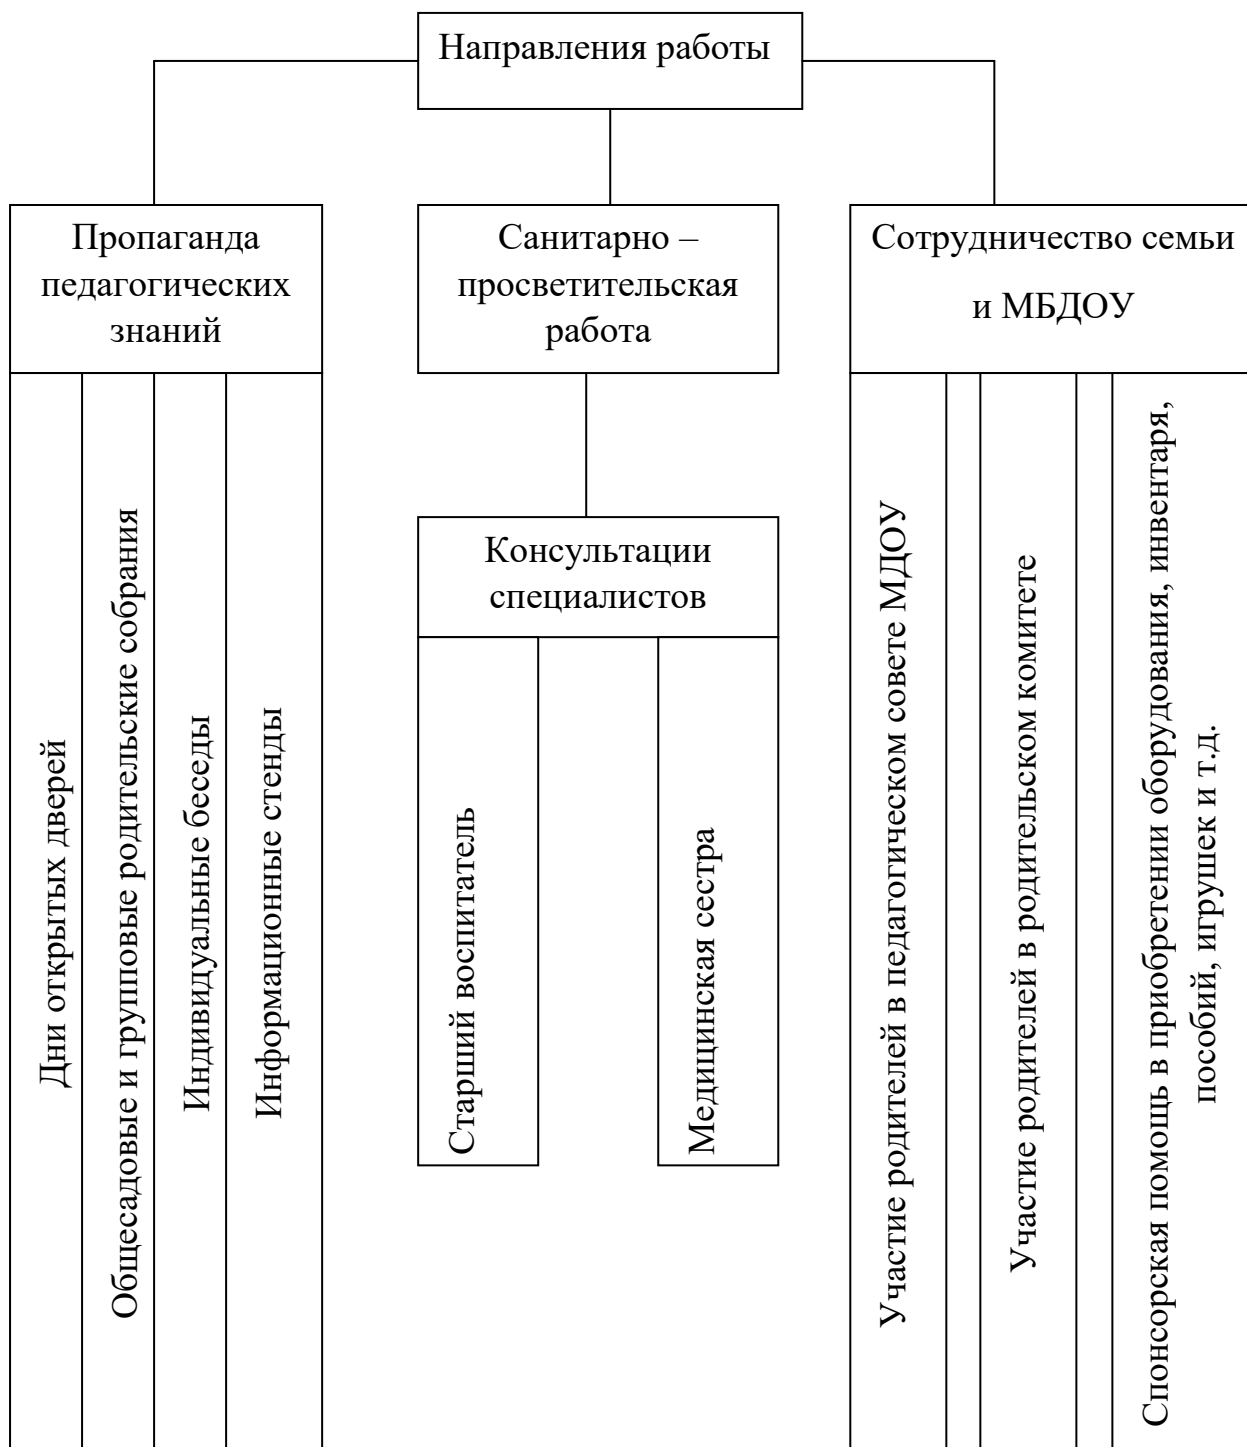 Направления работы
Пропаганда
педагогических
знаний
Санитарно –
просветительская
работа
Сотрудничество семьи
и МБДОУ
Дни открытых дверей
Общесадовые и групповые родительские собрания
Индивидуальные беседы
Информационные стенды
Консультации
специалистов
Старший воспитатель
Медицинская сестра
Участие родителей в педагогическом совете МДОУ
Участие родителей в родительском комитете
Спонсорская помощь в приобретении оборудования, инвентаря,
пособий, игрушек и т.д.